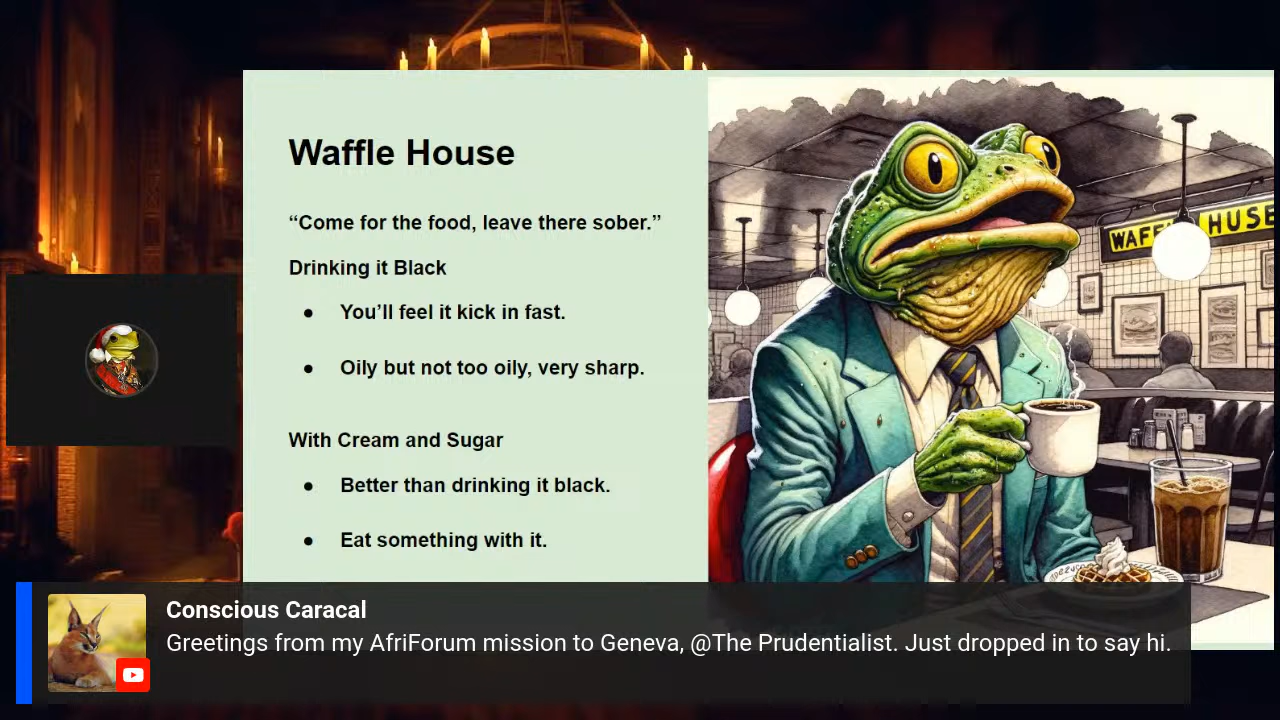 Waffle House
“Come for the food, leave there sober.”
Drinking it Black
● You’ll feel it kick in fast.
● Oily but not too oily, very sharp.
With Cream and Sugar
● Better than drinking it black.
● Eat something with it.
WAFF HUSE
Conscious Caracal
Greetings from my AfriForum mission to Geneva, @The Prudentialist. Just dropped in to say hi.